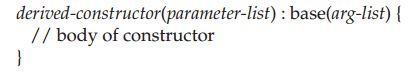 derived-constructor(parameter-list) : base(arg-list) {
// body of constructor
}